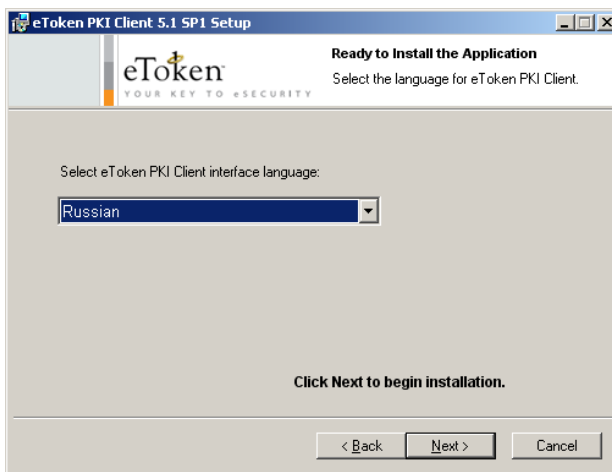 eToken PKI Client 5.1 SP1 Setup
eToken
YOUR KEY TO eSECURITY
Ready to Install the Application
Select the language for eToken PKI Client.
Select eToken PKI Client interface language:
Russian
Click Next to begin installation.
< Back
Next >
Cancel